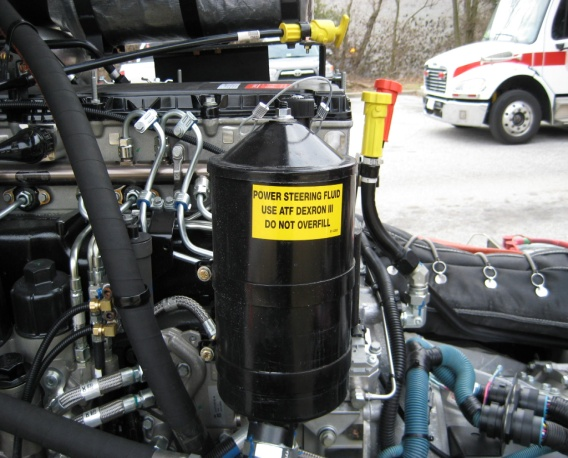 POWER STEERING FLUID
USE ATF DEXRON III
DO NOT OVERFILL